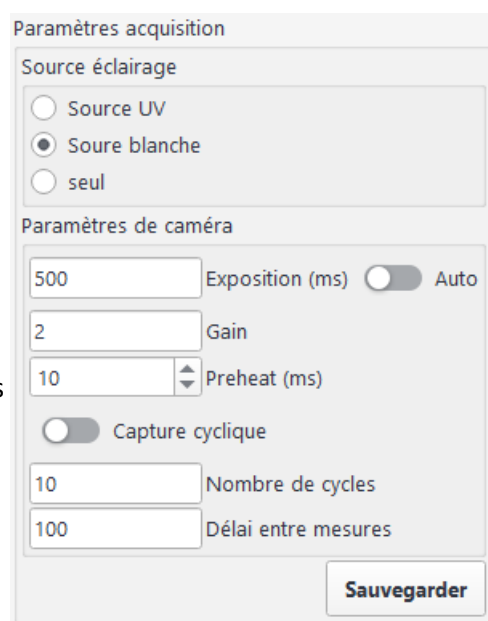 Paramètres acquisition
Source éclairage
Source UV
Soure blanche
seul
Paramètres de caméra
500 Exposition (ms) Auto
2 Gain
s 10 Preheat (ms)
Capture cyclique
10 Nombre de cycles
100 Délai entre mesures
Sauvegarder